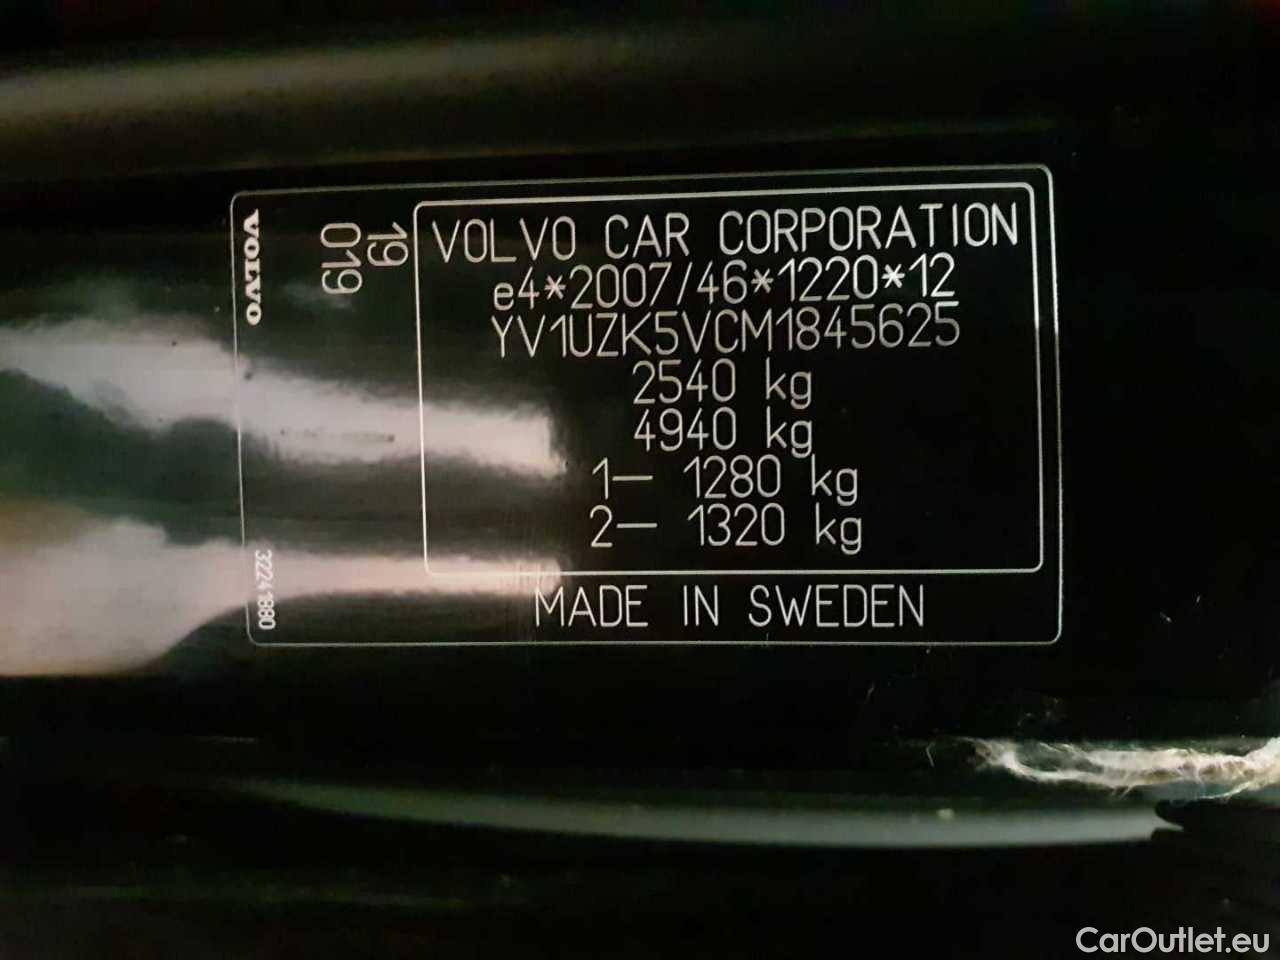 VOLVO
019
19
32241880
VOLVO CAR CORPORATION
e4*2007/46*1220*12
YV1UZK5VCM1845625
2540 kg
4940 kg
1— 1280 kg
2— 1320 kg
MADE IN SWEDEN
CarOutlet.eu